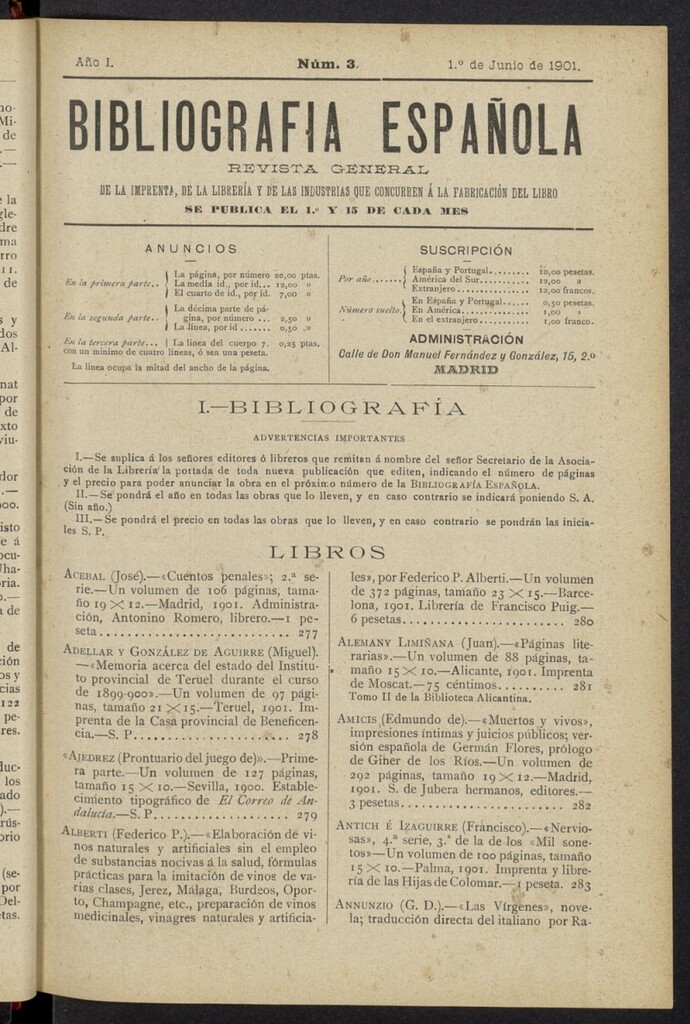 Año I.
Núm. 3.
1.º de Junio de 1901.
BIBLIOGRAFIA ESPAÑOLA
REVISTA GENERAL
DE LA IMPRENTA, DE LA LIBRERÍA Y DE LAS INDUSTRIAS QUE CONCURREN Á LA FABRICACIÓN DEL LIBRO
SE PUBLICA EL 1.º Y 15 DE CADA MES
ANUNCIOS
En la primera parte..
La página, por número 20,00 ptas.
La media id., por id... 12,00 »
El cuarto de id., por id. 7,00 »
En la segunda parte..
La décima parte de pá-
gina, por número ... 2,50 »
La línea, por id....... 0,50 »
En la tercera parte... La línea del cuerpo 7. 0,25 ptas.
con un mínimo de cuatro líneas, ó sea una peseta.
La línea ocupa la mitad del ancho de la página.
SUSCRIPCIÓN
Por año.......
España y Portugal........ 10,00 pesetas.
América del Sur.......... 12,00 »
Extranjero............... 12,00 francos.
Número suelto.
En España y Portugal..... 0,50 pesetas.
En América............... 1,00 »
En el extranjero......... 1,00 franco.
ADMINISTRACIÓN
Calle de Don Manuel Fernández y González, 15, 2.º
MADRID
I.—BIBLIOGRAFÍA
ADVERTENCIAS IMPORTANTES
I.—Se suplica á los señores editores ó libreros que remitan á nombre del señor Secretario de la Asocia-
ción de la Librería la portada de toda nueva publicación que editen, indicando el número de páginas
y el precio para poder anunciar la obra en el próximo número de la BIBLIOGRAFÍA ESPAÑOLA.
II.—Se pondrá el año en todas las obras que lo lleven, y en caso contrario se indicará poniendo S. A.
(Sin año.)
III.—Se pondrá el precio en todas las obras que lo lleven, y en caso contrario se pondrán las inicia-
les S. P.
LIBROS
ACEBAL (José).—«Cuentos penales»; 2.ª se-
rie.—Un volumen de 106 páginas, tama-
ño 19 × 12.—Madrid, 1901. Administra-
ción, Antonino Romero, librero.—1 pe-
seta............................ 277
ADELLAR Y GONZÁLEZ DE AGUIRRE (Miguel).
—«Memoria acerca del estado del Institu-
to provincial de Teruel durante el curso
de 1899-900».—Un volumen de 97 pági-
nas, tamaño 21 × 15.—Teruel, 1901. Im-
prenta de la Casa provincial de Beneficen-
cia.—S. P...................... 278
«AJEDREZ (Prontuario del juego de)».—Prime-
ra parte.—Un volumen de 127 páginas,
tamaño 15 × 10.—Sevilla, 1900. Estable-
cimiento tipográfico de El Correo de An-
dalucía.—S. P................... 279
ALBERTI (Federico P.).—«Elaboración de vi-
nos naturales y artificiales sin el empleo
de substancias nocivas á la salud, fórmulas
prácticas para la imitación de vinos de va-
rias clases, Jerez, Málaga, Burdeos, Opor-
to, Champagne, etc., preparación de vinos
medicinales, vinagres naturales y artificia-
les», por Federico P. Alberti.—Un volumen
de 372 páginas, tamaño 23 × 15.—Barce-
lona, 1901. Librería de Francisco Puig.—
6 pesetas....................... 280
ALEMANY LIMIÑANA (Juan).—«Páginas lite-
rarias».—Un volumen de 88 páginas, ta-
maño 15 × 10.—Alicante, 1901. Imprenta
de Moscat.—75 céntimos........... 281
Tomo II de la Biblioteca Alicantina.
AMICIS (Edmundo de).—«Muertos y vivos»,
impresiones íntimas y juicios públicos; ver-
sión española de Germán Flores, prólogo
de Giher de los Ríos.—Un volumen de
292 páginas, tamaño 19 × 12.—Madrid,
1901. S. de Jubera hermanos, editores.—
3 pesetas....................... 282
ANTICH É IZAGUIRRE (Francisco).—«Nervio-
sas», 4.ª serie, 3.ª de la de los «Mil sone-
tos»—Un volumen de 100 páginas, tamaño
15 × 10.—Palma, 1901. Imprenta y libre-
ría de las Hijas de Colomar.—1 peseta. 283
ANNUNZIO (G. D.).—«Las Vírgenes», nove-
la; traducción directa del italiano por Ra-